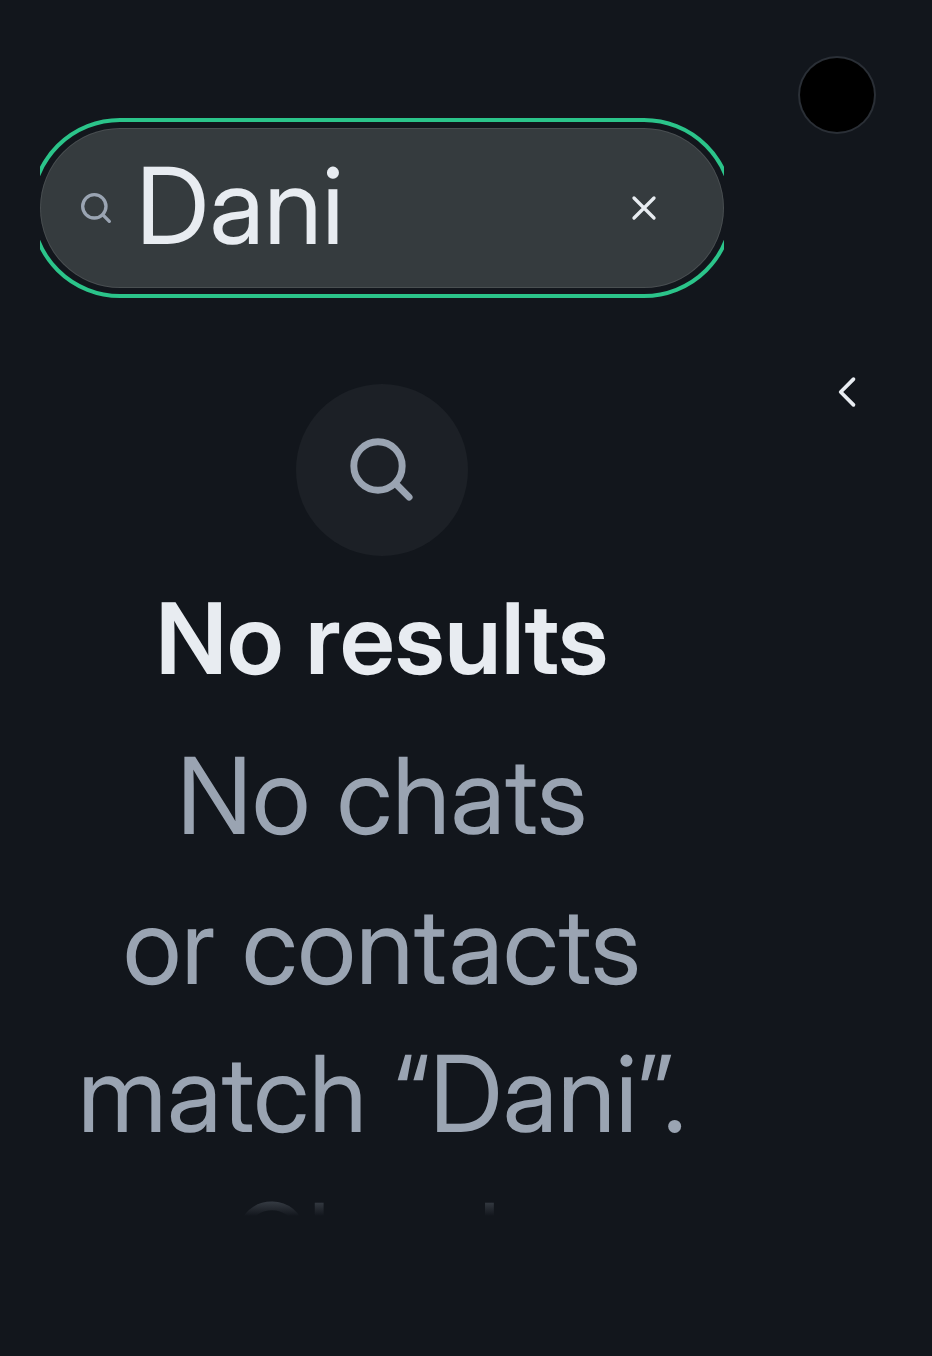 Dani
No results
No chats
or contacts
match “Dani”.